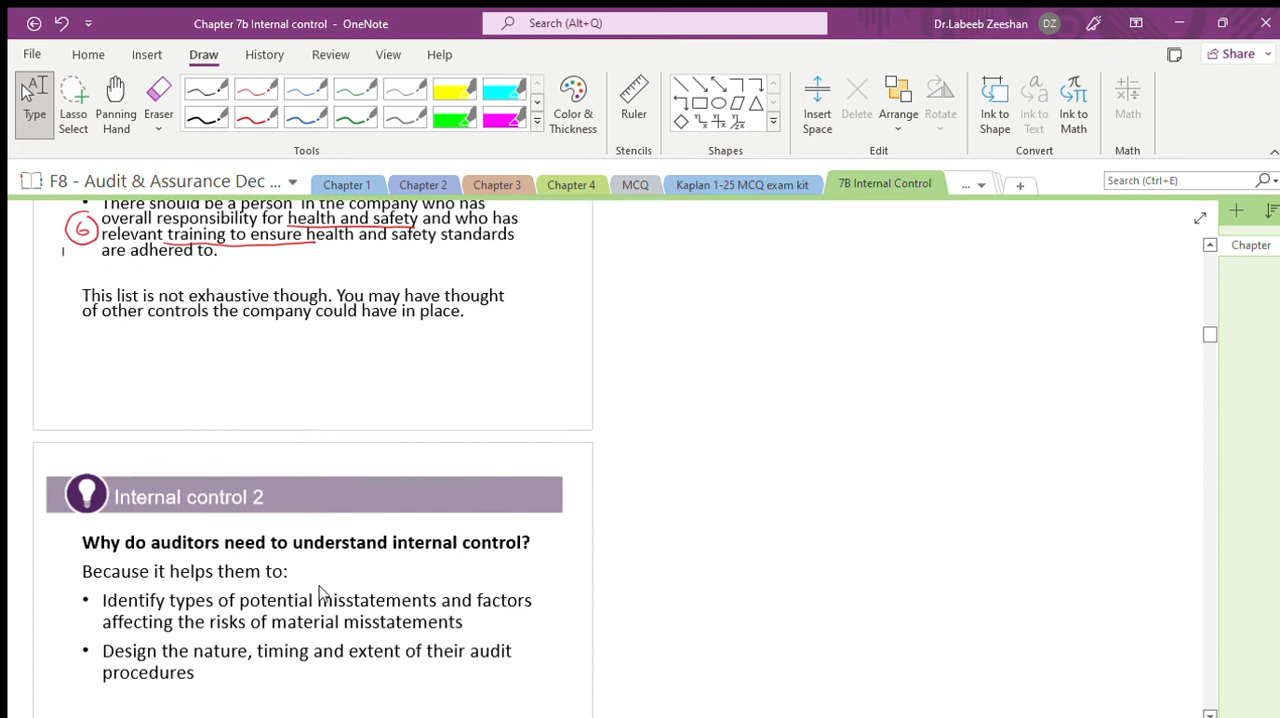 Chapter 7b Internal control - OneNote
Search (Alt+Q)
Dr.Labeeb Zeeshan
DZ
File
Home
Insert
Draw
History
Review
View
Help
Share
Type
Lasso Select
Panning Hand
Eraser
Color & Thickness
Ruler
Insert Space
Delete
Arrange
Rotate
Ink to Shape
Ink to Text
Ink to Math
Math
Tools
Stencils
Shapes
Edit
Convert
Math
F8 - Audit & Assurance Dec ...
Chapter 1
Chapter 2
Chapter 3
Chapter 4
MCQ
Kaplan 1-25 MCQ exam kit
7B Internal Control
...
Search (Ctrl+E)
Chapter
• There should be a person in the company who has
overall responsibility for health and safety and who has
6
relevant training to ensure health and safety standards
are adhered to.
This list is not exhaustive though. You may have thought
of other controls the company could have in place.
Internal control 2
Why do auditors need to understand internal control?
Because it helps them to:
• Identify types of potential misstatements and factors
affecting the risks of material misstatements
• Design the nature, timing and extent of their audit
procedures